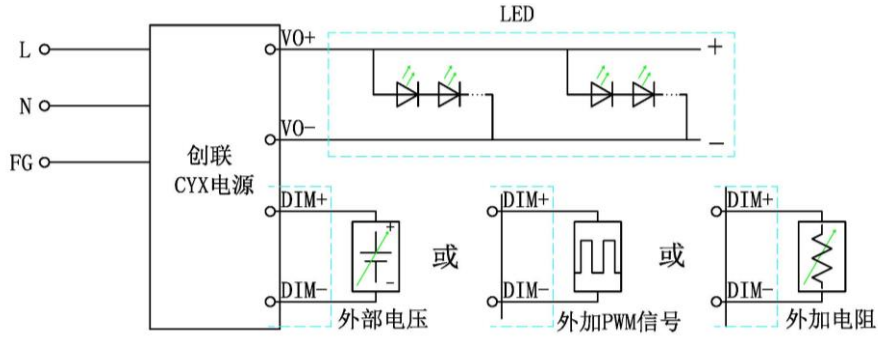 LED
L
VO+
+
N
VO-
-
FG
创联
CYX电源
DIM+
DIM+
DIM+
+
-
或
或
DIM-
DIM-
DIM-
外部电压
外加PWM信号
外加电阻